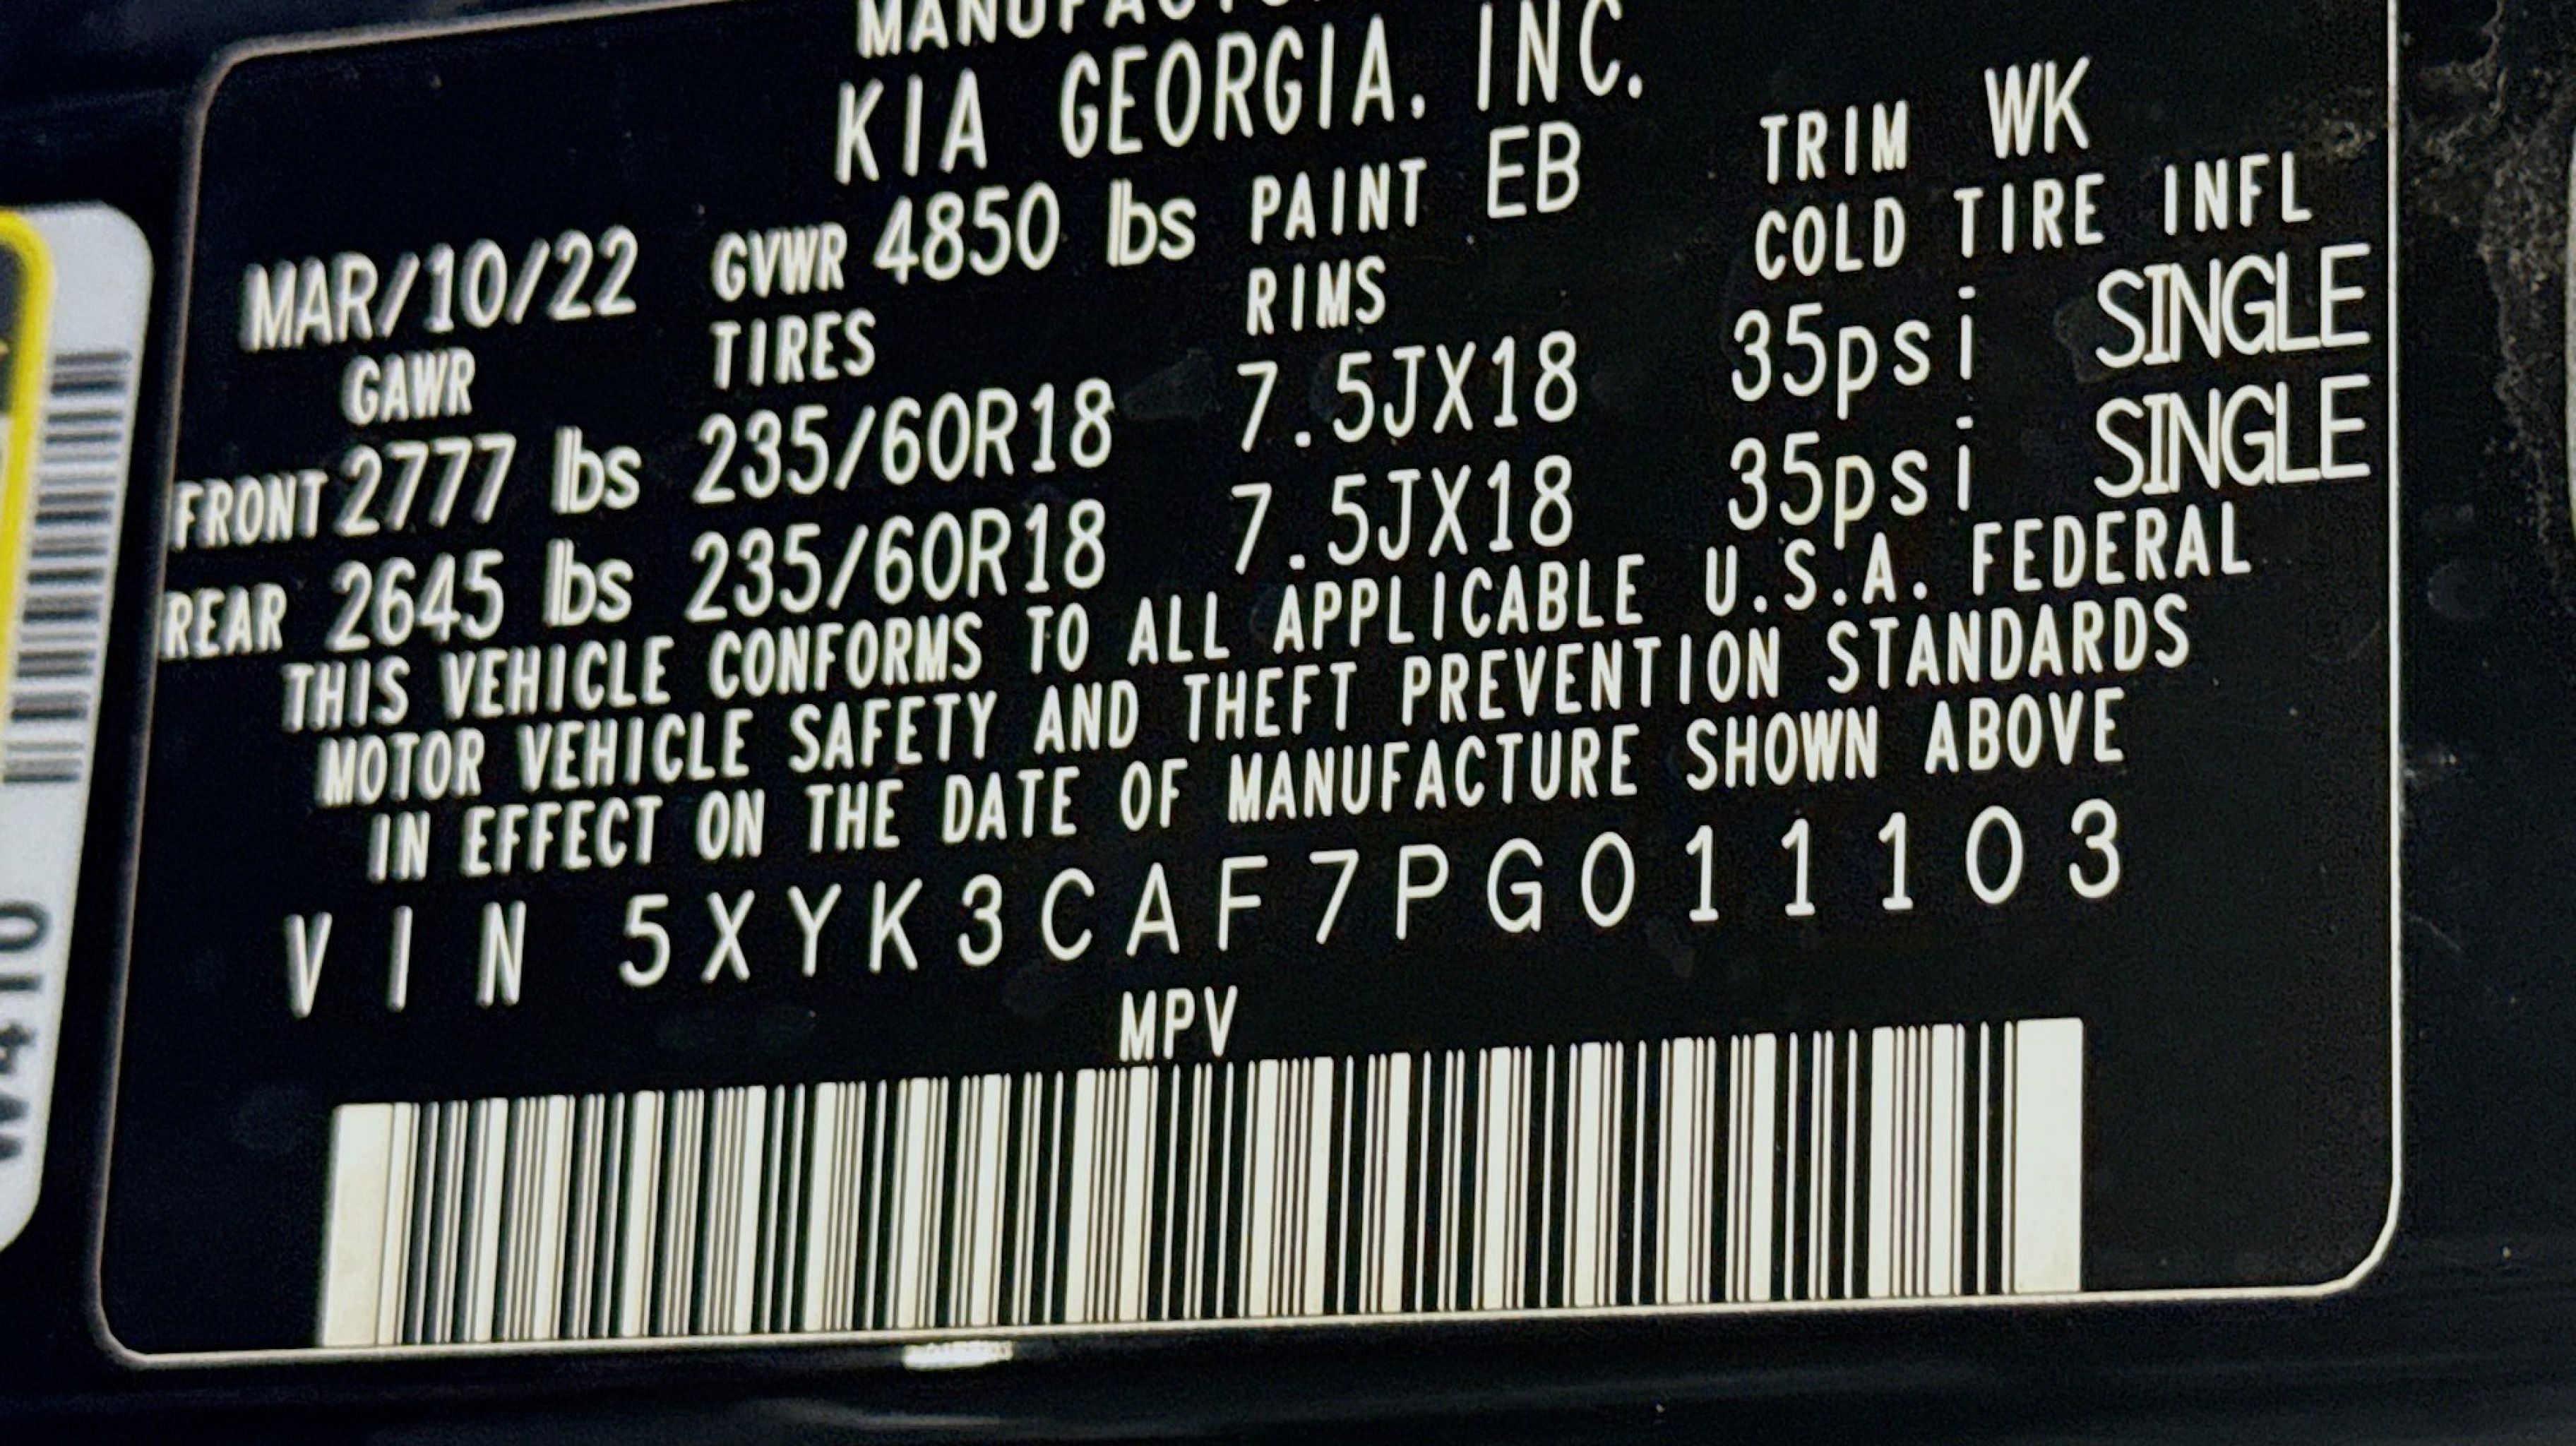 KIA GEORGIA, INC.
MAR/10/22 GVWR 4850 lbs PAINT EB TRIM WK
GAWR TIRES RIMS COLD TIRE INFL
FRONT 2777 lbs 235/60R18 7.5JX18 35psi SINGLE
REAR 2645 lbs 235/60R18 7.5JX18 35psi SINGLE
THIS VEHICLE CONFORMS TO ALL APPLICABLE U.S.A. FEDERAL
MOTOR VEHICLE SAFETY AND THEFT PREVENTION STANDARDS
IN EFFECT ON THE DATE OF MANUFACTURE SHOWN ABOVE
VIN 5XYK3CAF7PG011103
MPV